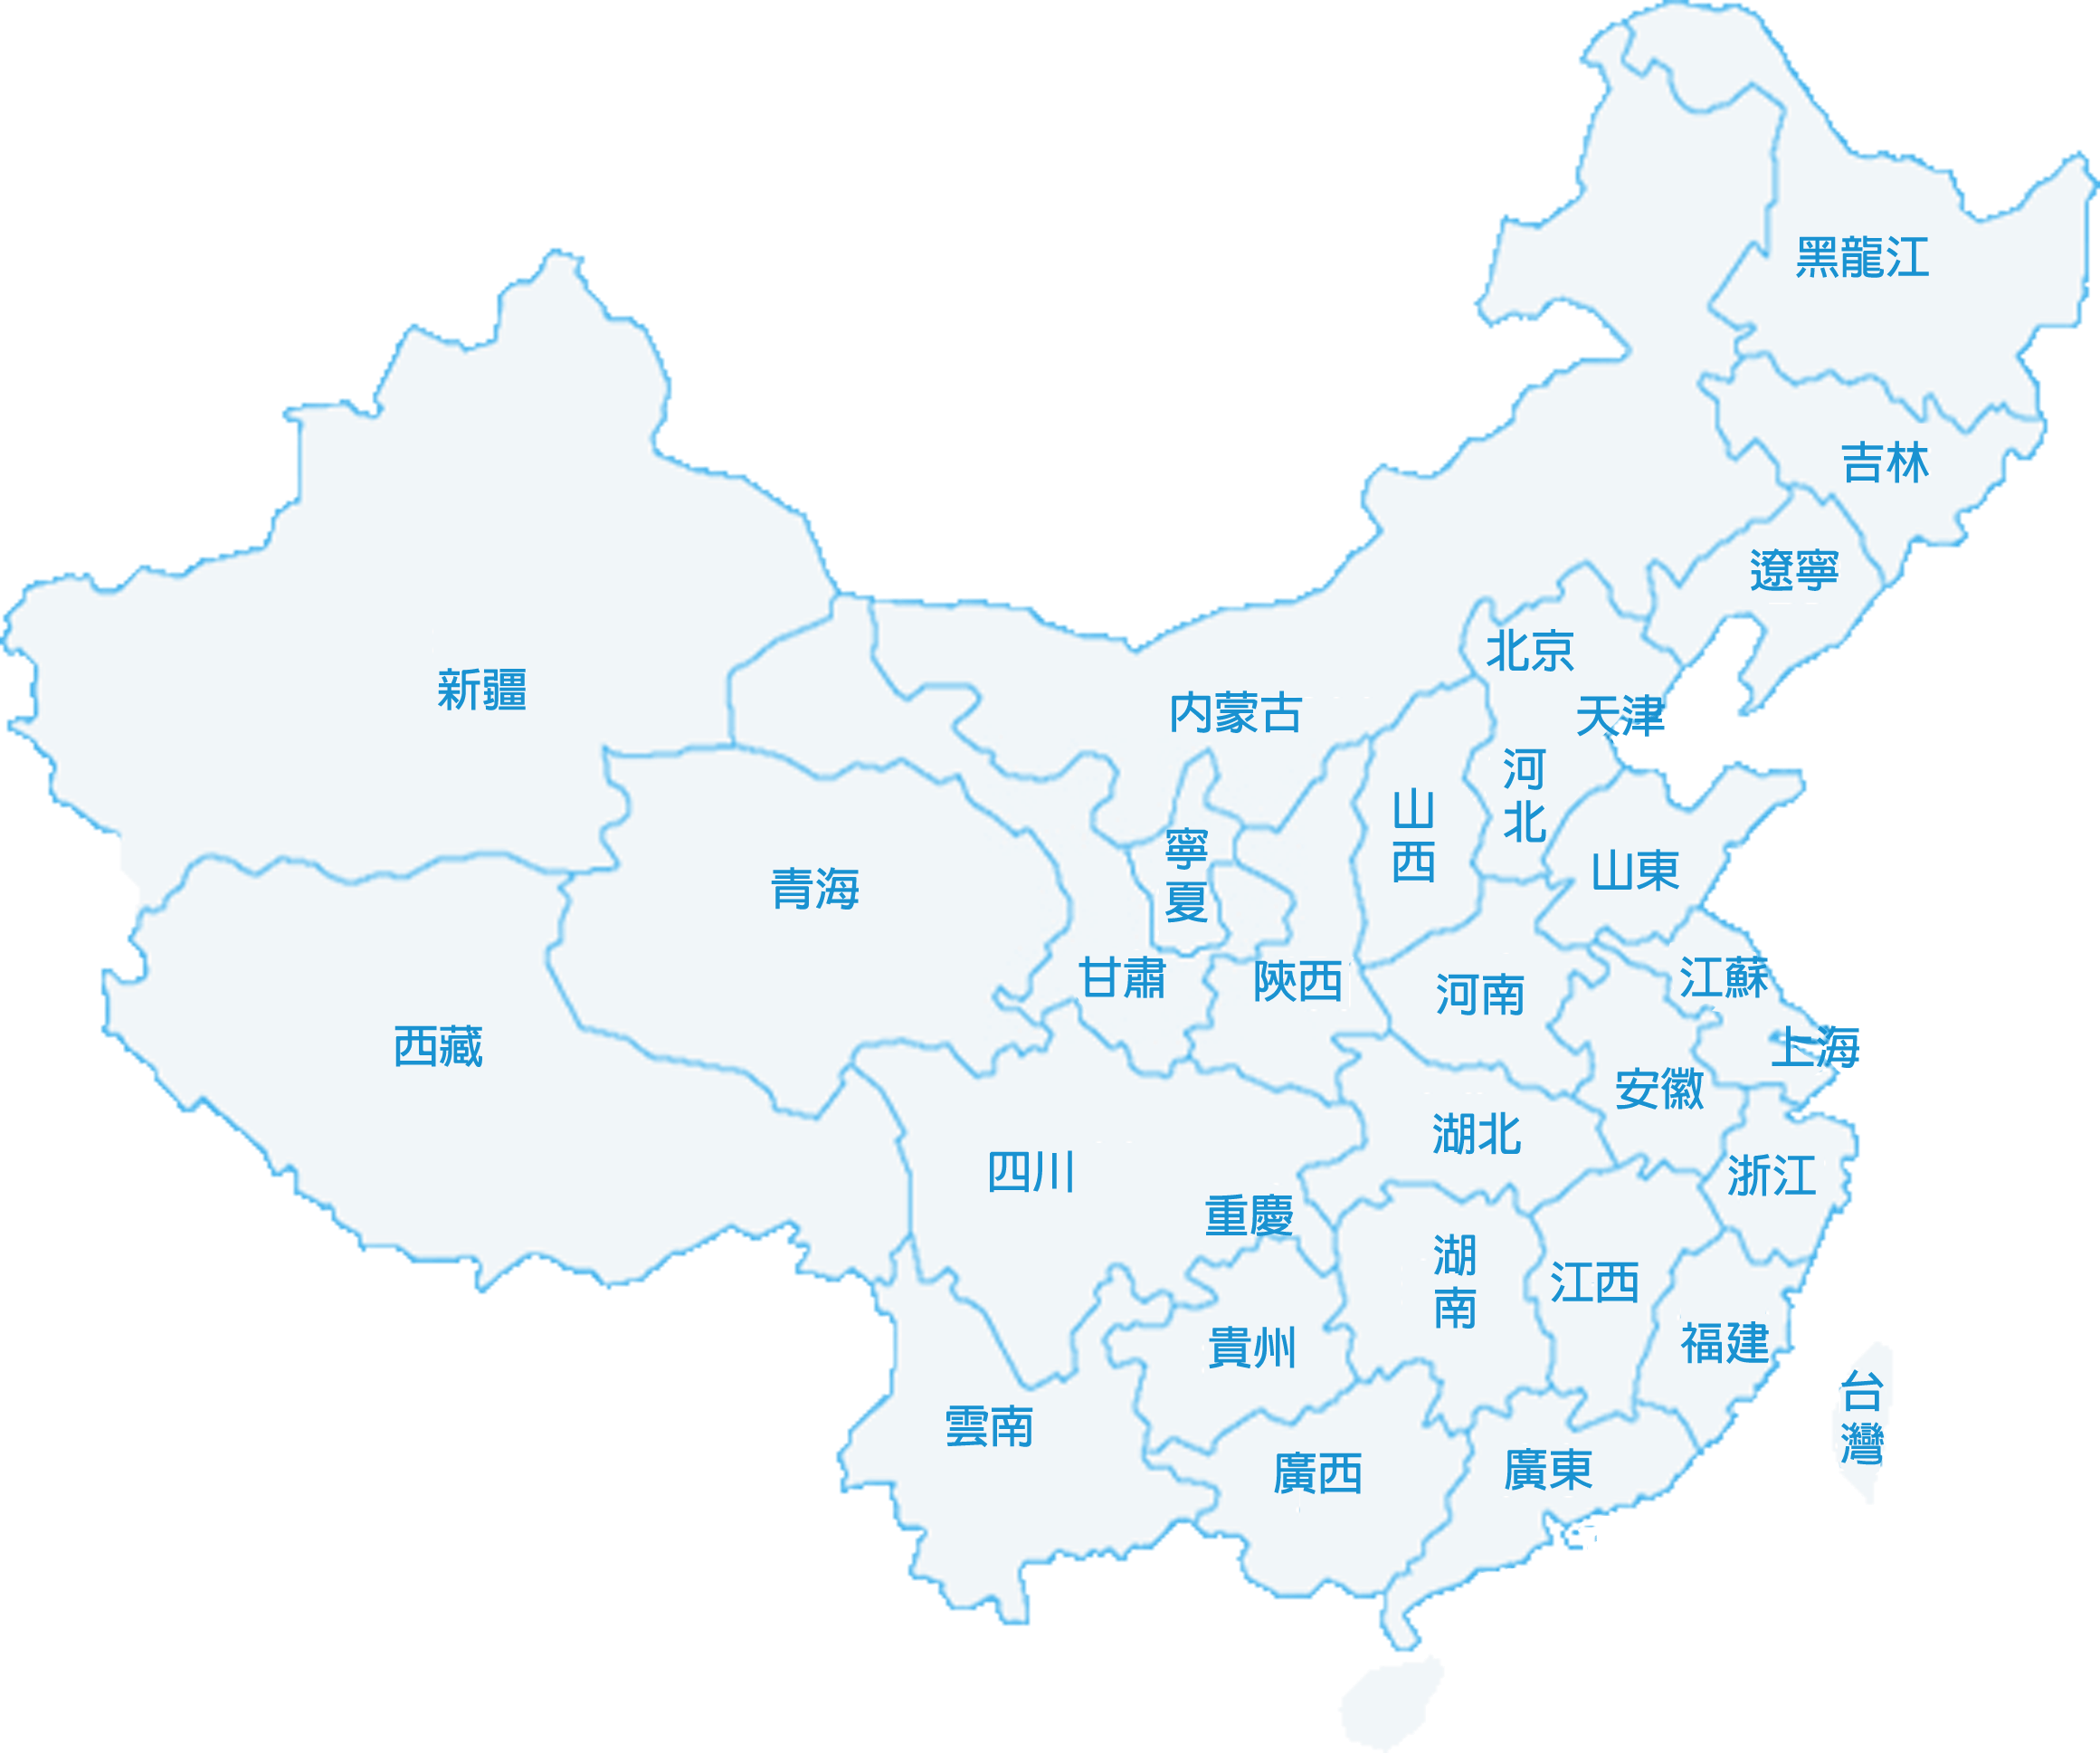 黑龍江
吉林
遼寧
北京
新疆
内蒙古
天津
河北
山西
寧夏
青海
山東
甘肅
陝西
河南
江蘇
西藏
上海
安徽
湖北
四川
浙江
重慶
湖南
江西
貴州
福建
台灣
雲南
廣西
廣東